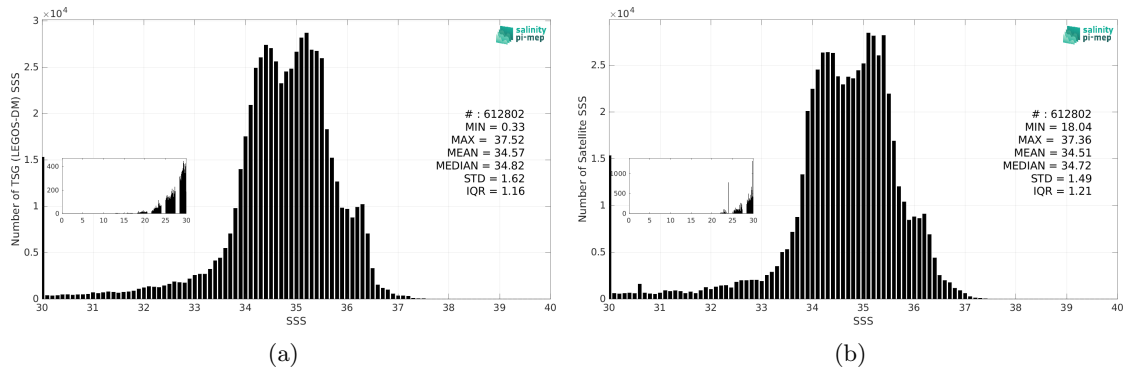 3
×10⁴
salinity
pi-mep
2.5
2
1.5
1
0.5
0
Number of TSG (LEGOS-DM) SSS
# : 612802
MIN = 0.33
MAX = 37.52
MEAN = 34.57
MEDIAN = 34.82
STD = 1.62
IQR = 1.16
400
200
0
0 5 10 15 20 25 30
30 31 32 33 34 35 36 37 38 39 40
SSS
(a)
×10⁴
salinity
pi-mep
2.5
2
1.5
1
0.5
0
Number of Satellite SSS
# : 612802
MIN = 18.04
MAX = 37.36
MEAN = 34.51
MEDIAN = 34.72
STD = 1.49
IQR = 1.21
1000
500
0
0 5 10 15 20 25 30
30 31 32 33 34 35 36 37 38 39 40
SSS
(b)